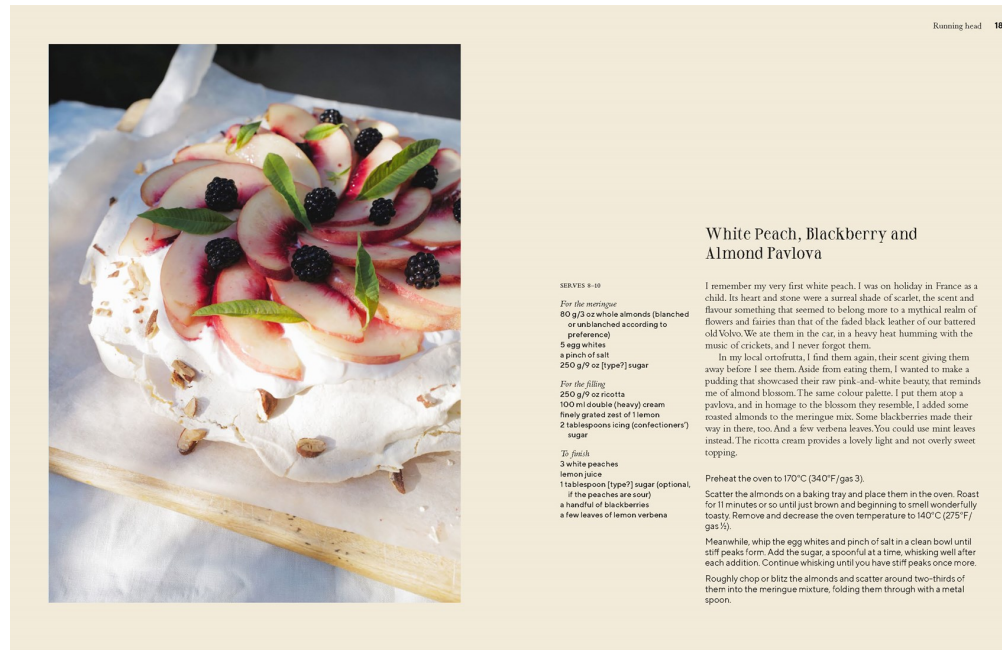 Running head 18
White Peach, Blackberry and
Almond Pavlova
SERVES 8–10
For the meringue
80 g/3 oz whole almonds (blanched
or unblanched according to
preference)
5 egg whites
a pinch of salt
250 g/9 oz [type?] sugar
For the filling
250 g/9 oz ricotta
100 ml double (heavy) cream
finely grated zest of 1 lemon
2 tablespoons icing (confectioners')
sugar
To finish
3 white peaches
lemon juice
1 tablespoon [type?] sugar (optional,
if the peaches are sour)
a handful of blackberries
a few leaves of lemon verbena
I remember my very first white peach. I was on holiday in France as a
child. Its heart and stone were a surreal shade of scarlet, the scent and
flavour something that seemed to belong more to a mythical realm of
flowers and fairies than that of the faded black leather of our battered
old Volvo. We ate them in the car, in a heavy heat humming with the
music of crickets, and I never forgot them.
In my local ortofrutta, I find them again, their scent giving them
away before I see them. Aside from eating them, I wanted to make a
pudding that showcased their raw pink-and-white beauty, that reminds
me of almond blossom. The same colour palette. I put them atop a
pavlova, and in homage to the blossom they resemble, I added some
roasted almonds to the meringue mix. Some blackberries made their
way in there, too. And a few verbena leaves. You could use mint leaves
instead. The ricotta cream provides a lovely light and not overly sweet
topping.
Preheat the oven to 170°C (340°F/gas 3).
Scatter the almonds on a baking tray and place them in the oven. Roast
for 11 minutes or so until just brown and beginning to smell wonderfully
toasty. Remove and decrease the oven temperature to 140°C (275°F/
gas ½).
Meanwhile, whip the egg whites and pinch of salt in a clean bowl until
stiff peaks form. Add the sugar, a spoonful at a time, whisking well after
each addition. Continue whisking until you have stiff peaks once more.
Roughly chop or blitz the almonds and scatter around two-thirds of
them into the meringue mixture, folding them through with a metal
spoon.